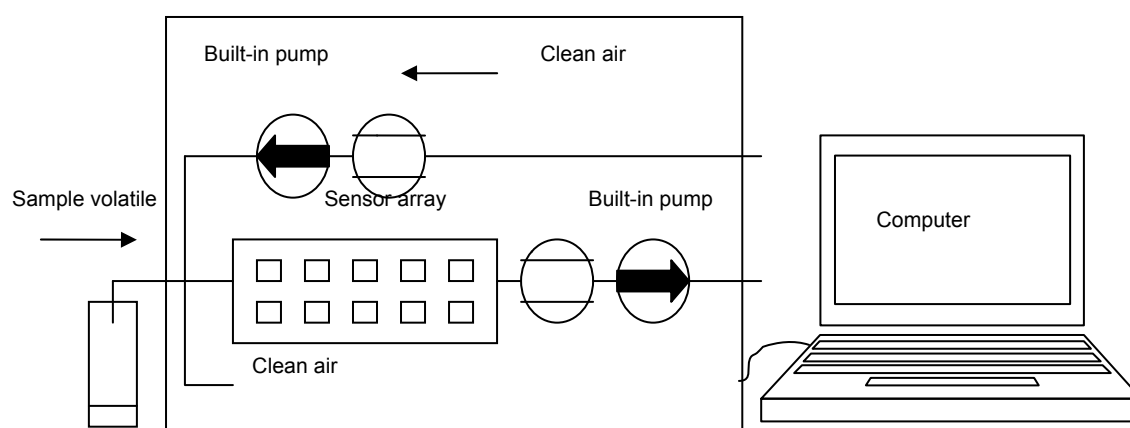 Built-in pump
Clean air
Sample volatile
Sensor array
Built-in pump
Computer
Clean air